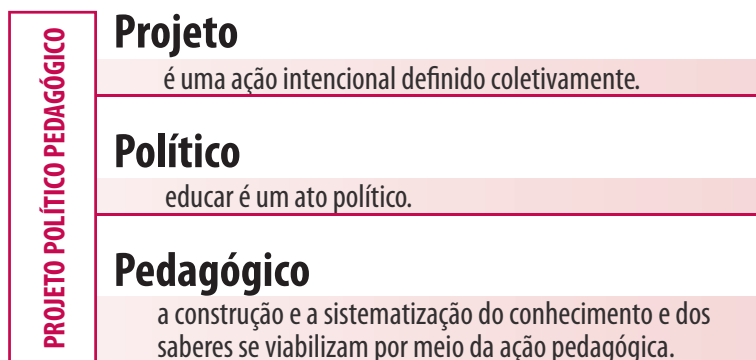 PROJETO POLÍTICO PEDAGÓGICO
Projeto
é uma ação intencional definido coletivamente.
Político
educar é um ato político.
Pedagógico
a construção e a sistematização do conhecimento e dos
saberes se viabilizam por meio da ação pedagógica.